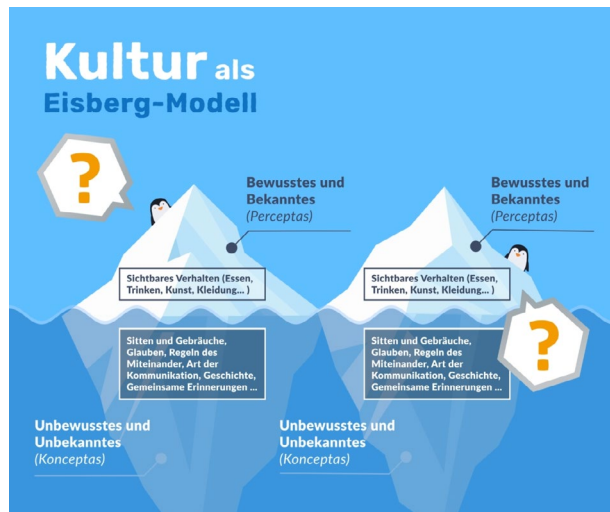 Kultur als
Eisberg-Modell
?
Bewusstes und
Bekanntes
(Perceptas)
Sichtbares Verhalten (Essen,
Trinken, Kunst, Kleidung... )
Sitten und Gebräuche,
Glauben, Regeln des
Miteinander, Art der
Kommunikation, Geschichte,
Gemeinsame Erinnerungen ...
Unbewusstes und
Unbekanntes
(Konceptas)
Bewusstes und
Bekanntes
(Perceptas)
Sichtbares Verhalten (Essen,
Trinken, Kunst, Kleidung... )
?
Sitten und Gebräuche,
Glauben, Regeln des
Miteinander, Art der
Kommunikation, Geschichte,
Gemeinsame Erinnerungen ...
Unbewusstes und
Unbekanntes
(Konceptas)